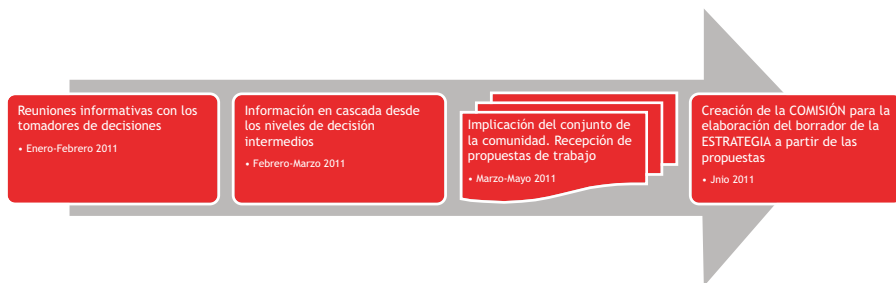 Reuniones informativas con los
tomadores de decisiones
• Enero-Febrero 2011
Información en cascada desde
los niveles de decisión
intermedios
• Febrero-Marzo 2011
Implicación del conjunto de
la comunidad. Recepción de
propuestas de trabajo
• Marzo-Mayo 2011
Creación de la COMISIÓN para la
elaboración del borrador de la
ESTRATEGIA a partir de las
propuestas
• Jnio 2011